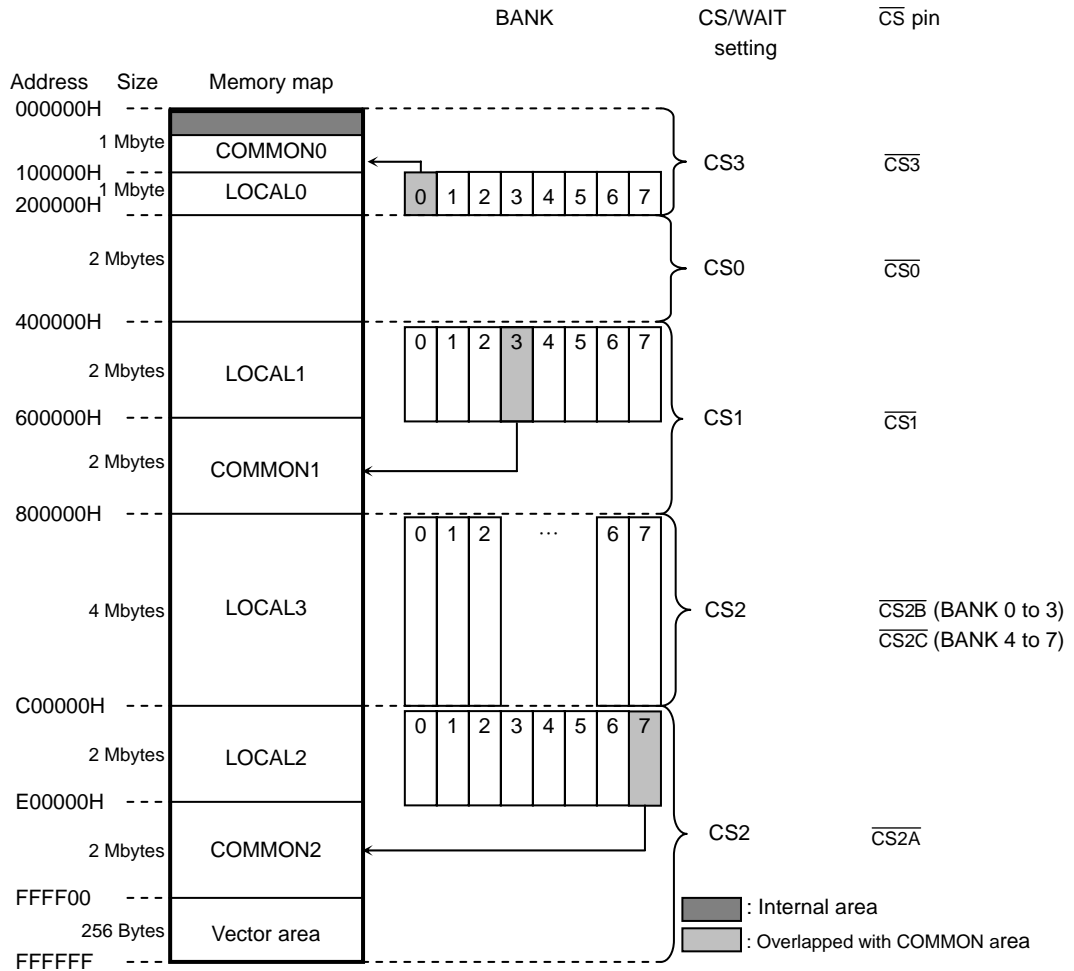 BANK CS/WAIT setting CS pin
Address Size Memory map
000000H
1 Mbyte COMMON0
CS3 CS3
100000H
1 Mbyte LOCAL0 0 1 2 3 4 5 6 7
200000H
2 Mbytes CS0 CS0
400000H
0 1 2 3 4 5 6 7
2 Mbytes LOCAL1
600000H CS1 CS1
2 Mbytes COMMON1
800000H
0 1 2 ··· 6 7
4 Mbytes LOCAL3 CS2 CS2B (BANK 0 to 3)
CS2C (BANK 4 to 7)
C00000H
0 1 2 3 4 5 6 7
2 Mbytes LOCAL2
E00000H
CS2 CS2A
2 Mbytes COMMON2
FFFF00
: Internal area
256 Bytes Vector area
: Overlapped with COMMON area
FFFFFF